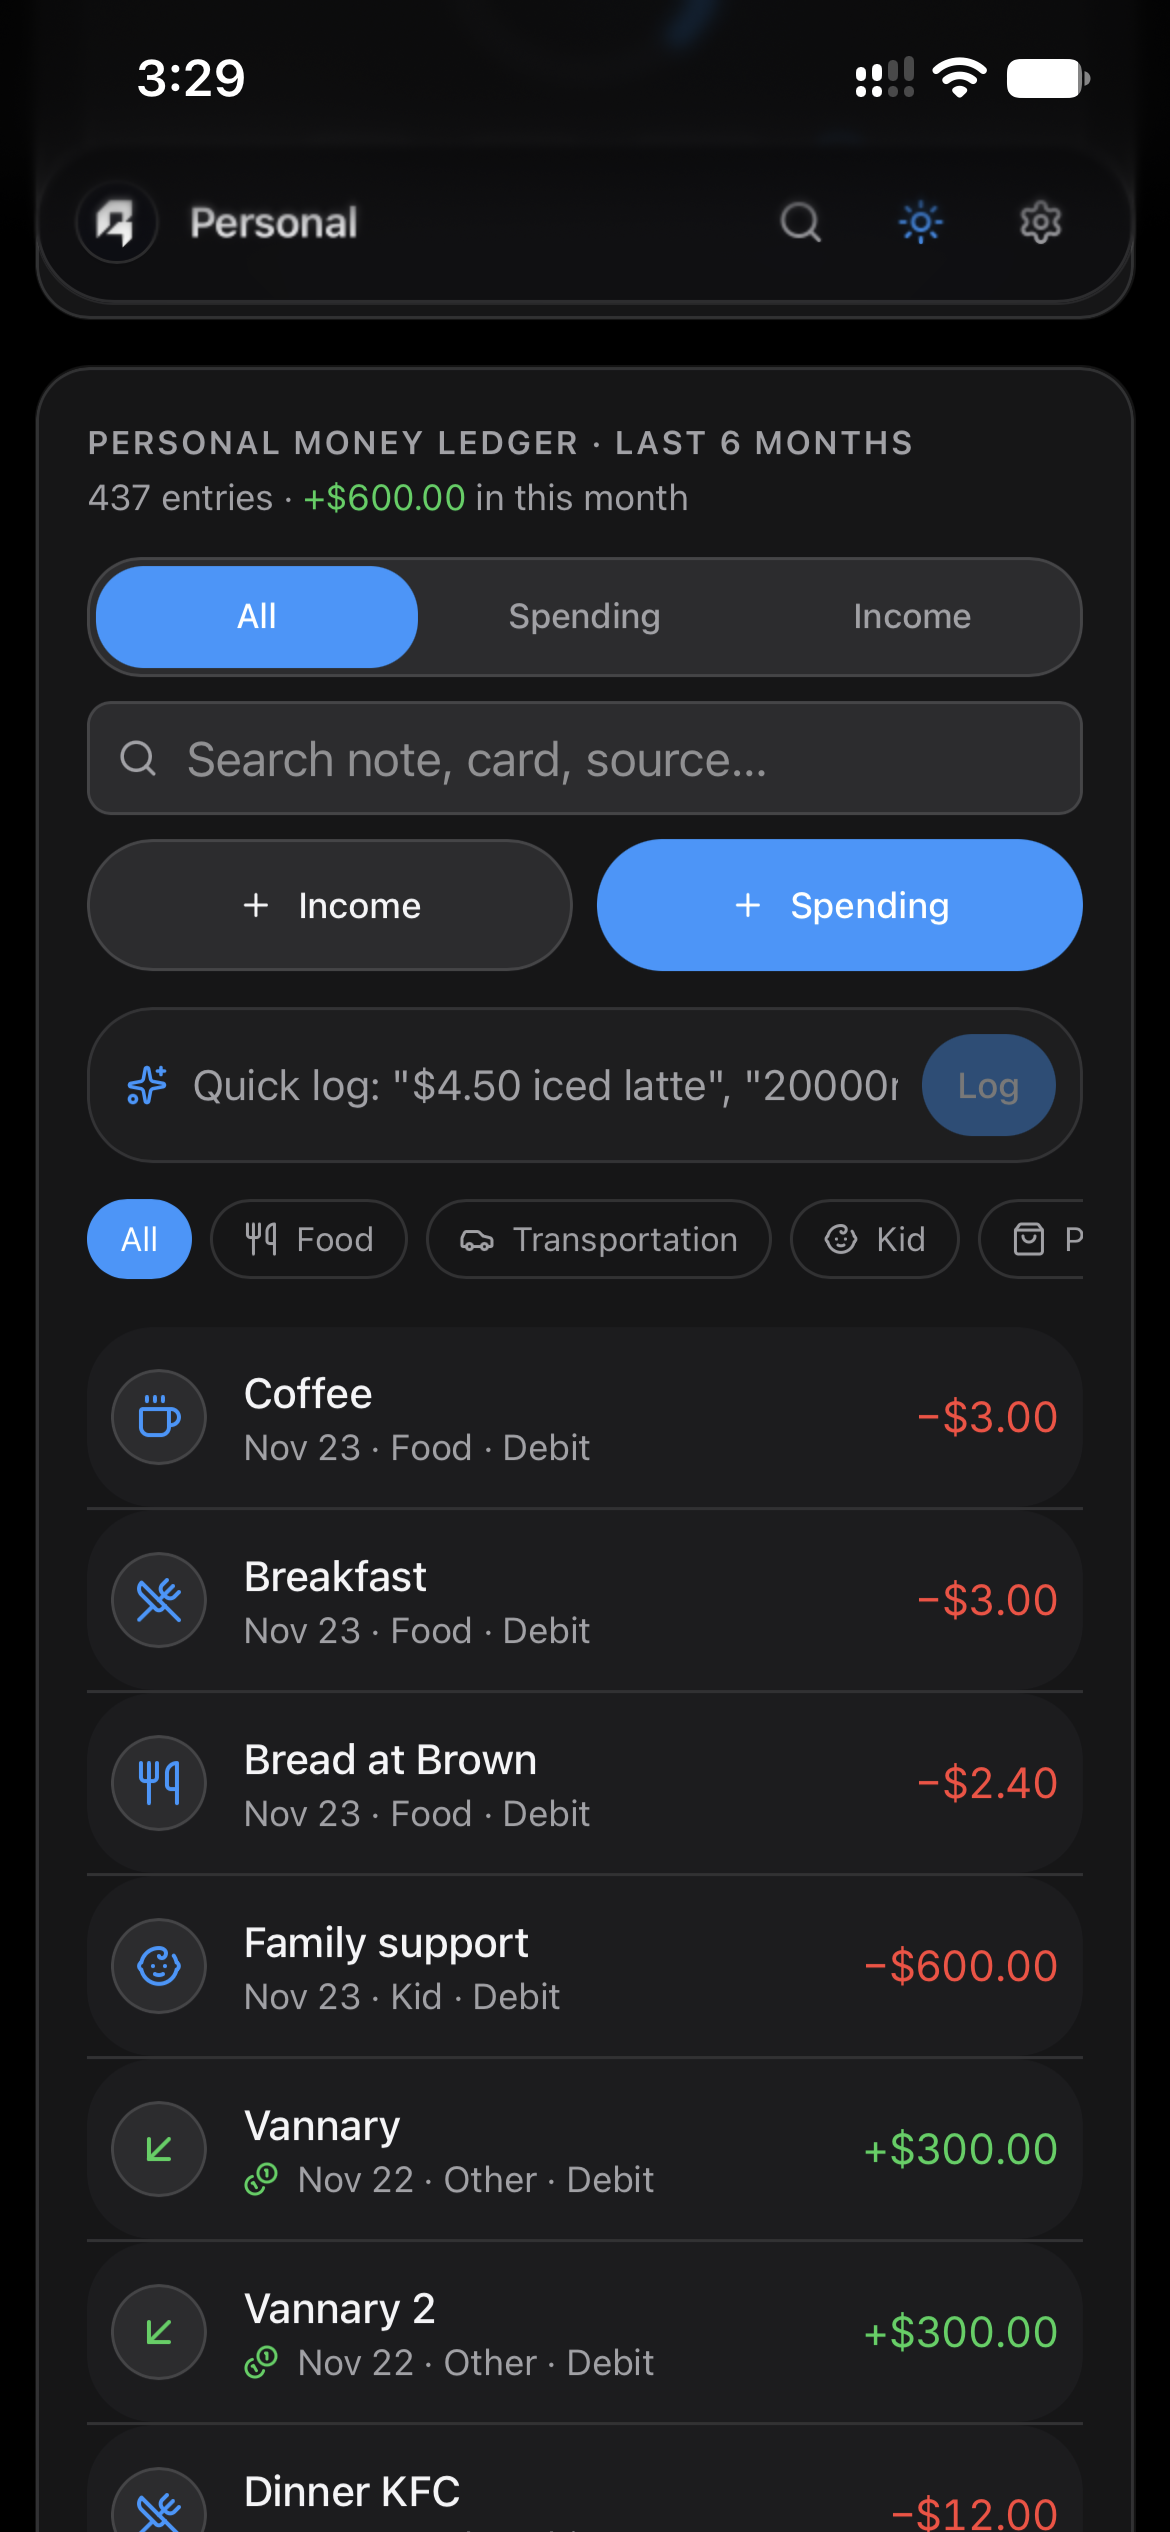 3:29
Personal
PERSONAL MONEY LEDGER · LAST 6 MONTHS
437 entries · +$600.00 in this month
All Spending Income
Search note, card, source...
+ Income + Spending
Quick log: "$4.50 iced latte", "20000r Log
All Food Transportation Kid P
Coffee
−$3.00
Nov 23 · Food · Debit
Breakfast
−$3.00
Nov 23 · Food · Debit
Bread at Brown
−$2.40
Nov 23 · Food · Debit
Family support
−$600.00
Nov 23 · Kid · Debit
Vannary
+$300.00
Nov 22 · Other · Debit
Vannary 2
+$300.00
Nov 22 · Other · Debit
Dinner KFC
−$12.00